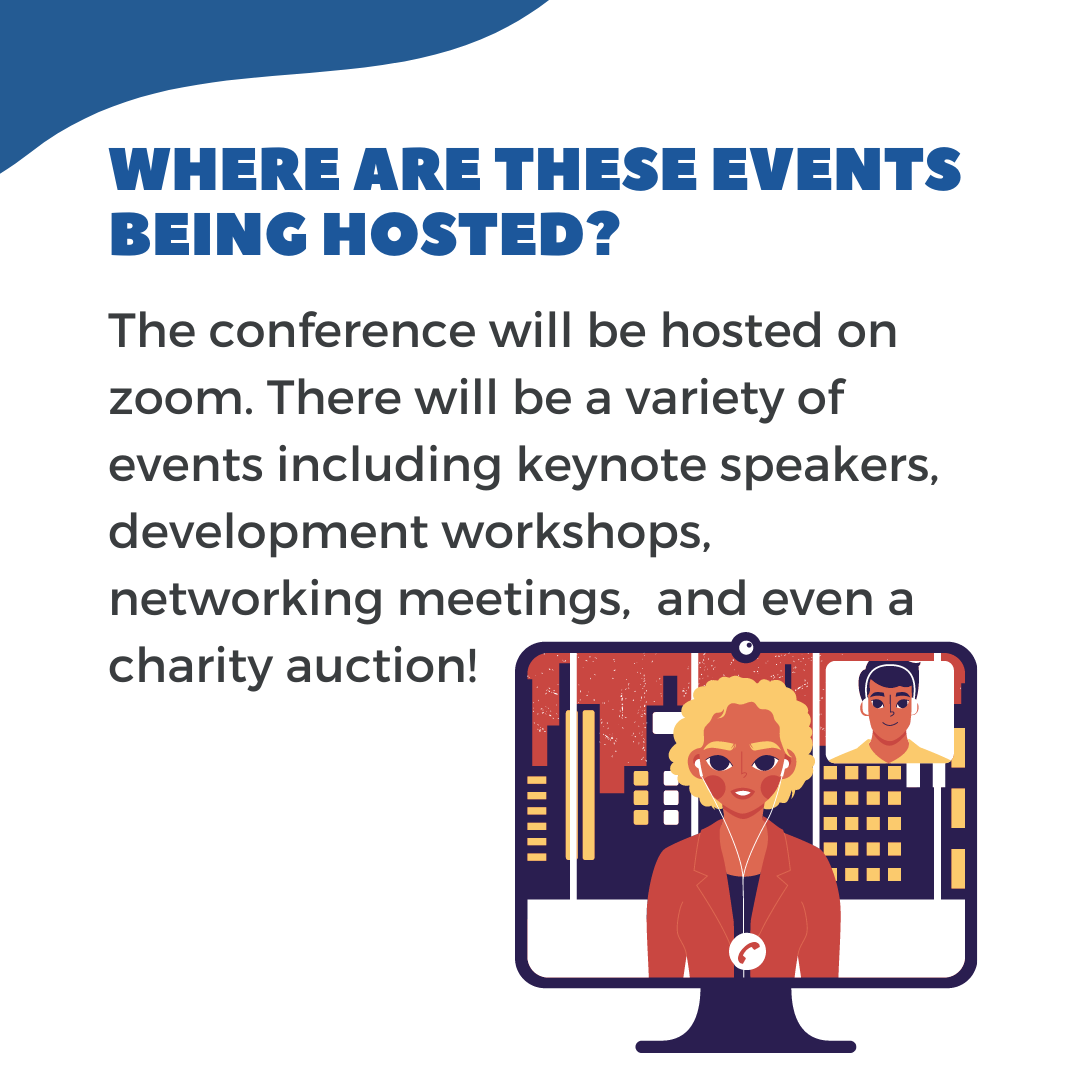 WHERE ARE THESE EVENTS
BEING HOSTED?
The conference will be hosted on
zoom. There will be a variety of
events including keynote speakers,
development workshops,
networking meetings,  and even a
charity auction!